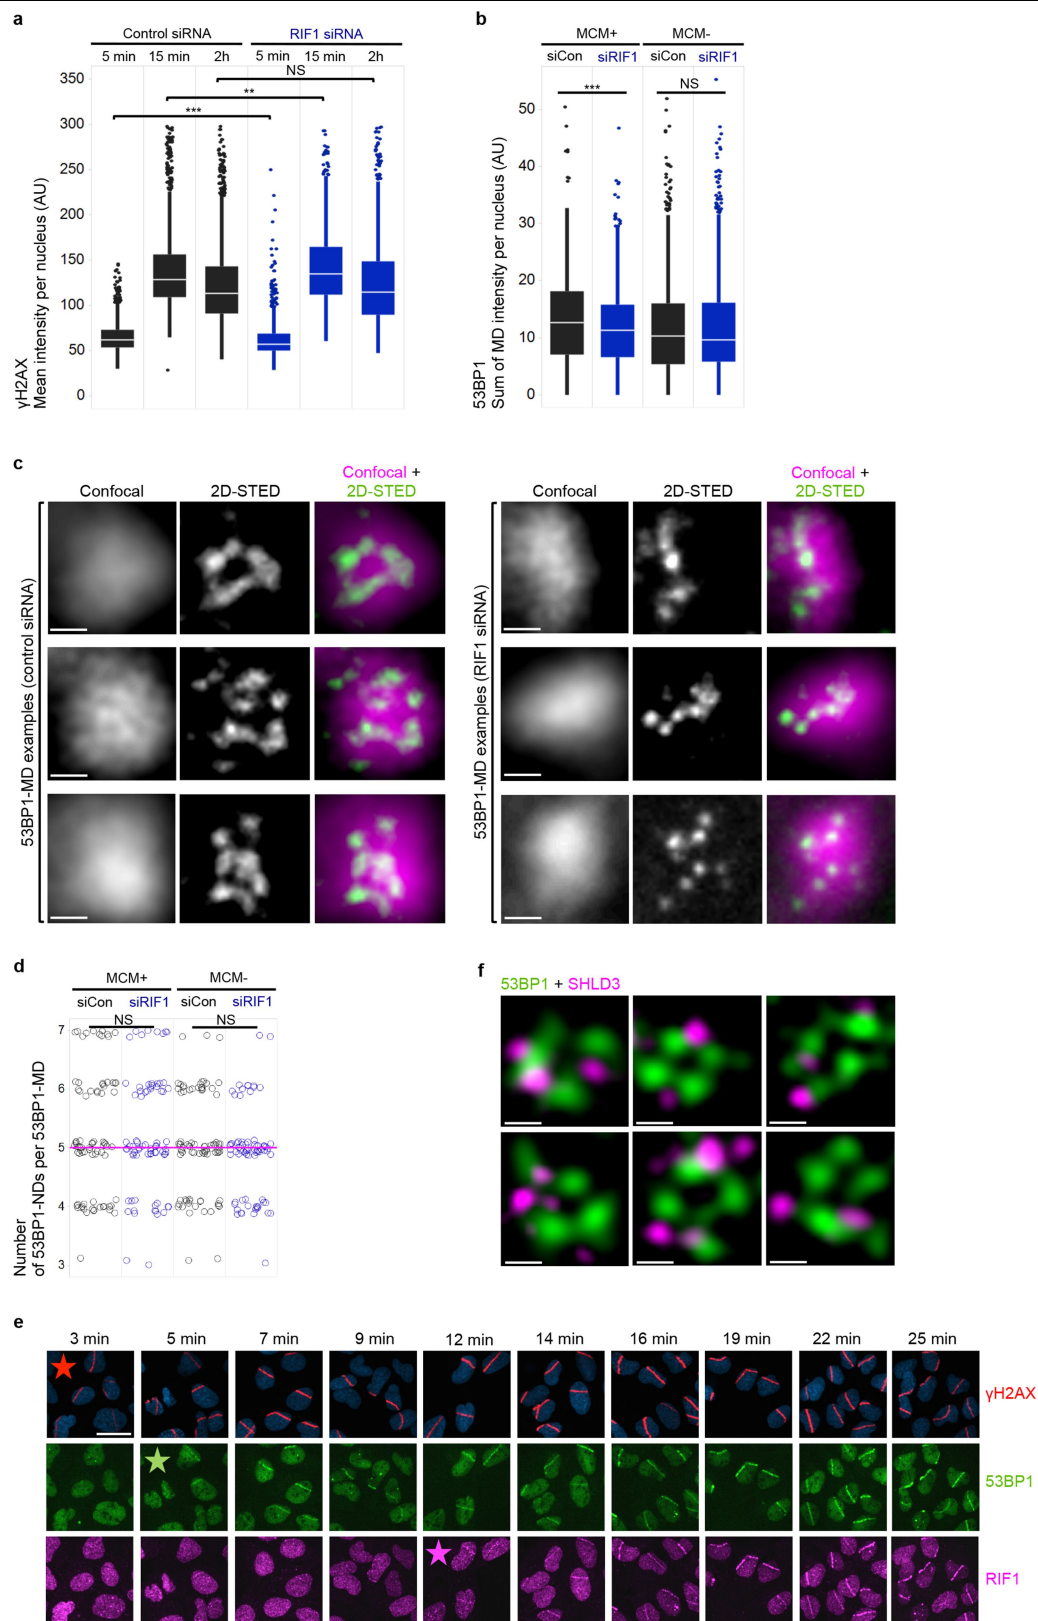 a
Control siRNA RIF1 siRNA
5 min 15 min 2h 5 min 15 min 2h
NS
**
***
350
300
250
200
150
100
50
0
γH2AX
Mean intensity per nucleus (AU)
b
MCM+ MCM-
siCon siRIF1 siCon siRIF1
*** NS
50
40
30
20
10
0
53BP1
Sum of MD intensity per nucleus (AU)
c
Confocal 2D-STED Confocal +
2D-STED
53BP1-MD examples (control siRNA)
Confocal 2D-STED Confocal +
2D-STED
53BP1-MD examples (RIF1 siRNA)
d
MCM+ MCM-
siCon siRIF1 siCon siRIF1
NS NS
7
6
5
4
3
Number
of 53BP1-NDs per 53BP1-MD
f
53BP1 + SHLD3
e
3 min 5 min 7 min 9 min 12 min 14 min 16 min 19 min 22 min 25 min
γH2AX
53BP1
RIF1